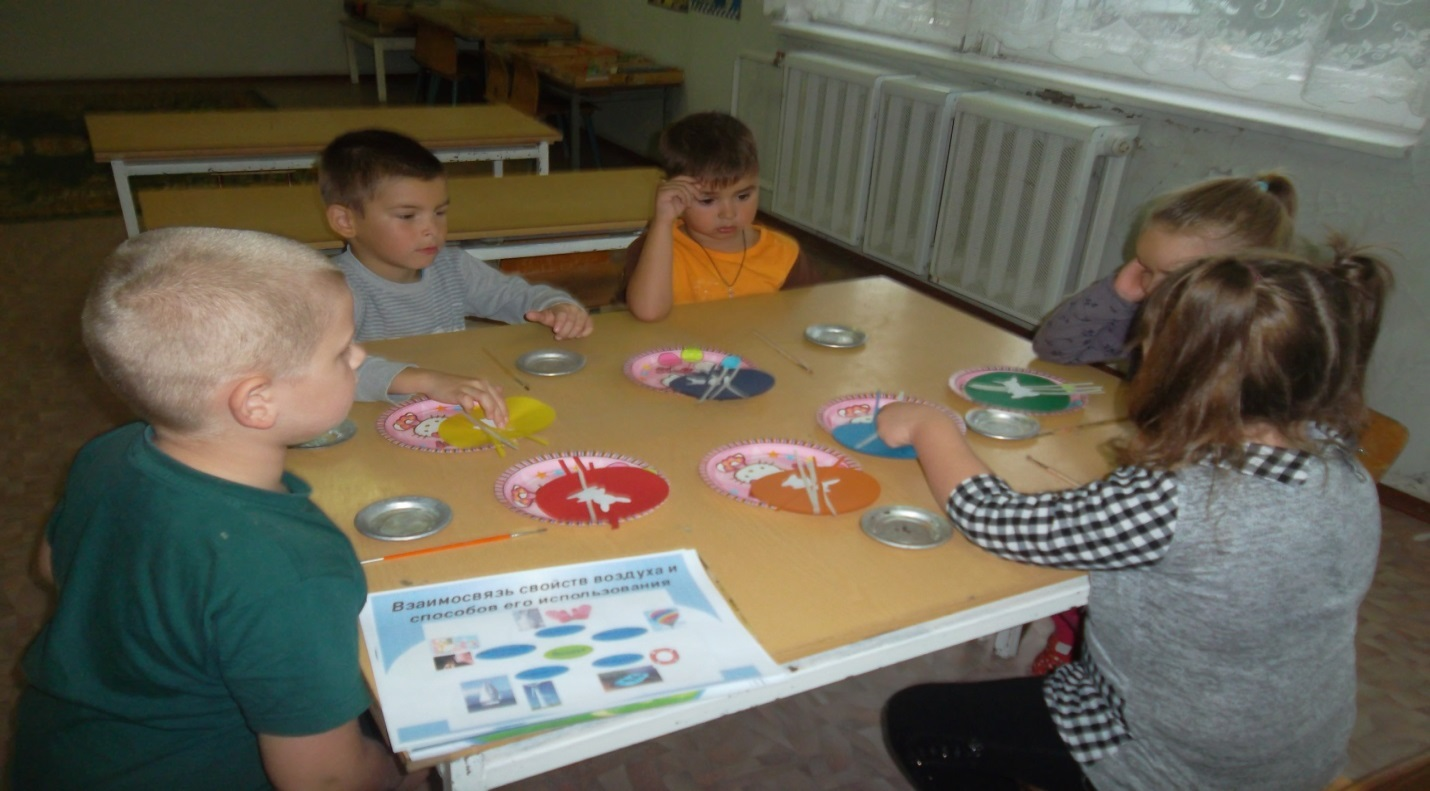 Взаимосвязь свойств воздуха и
способов его использования